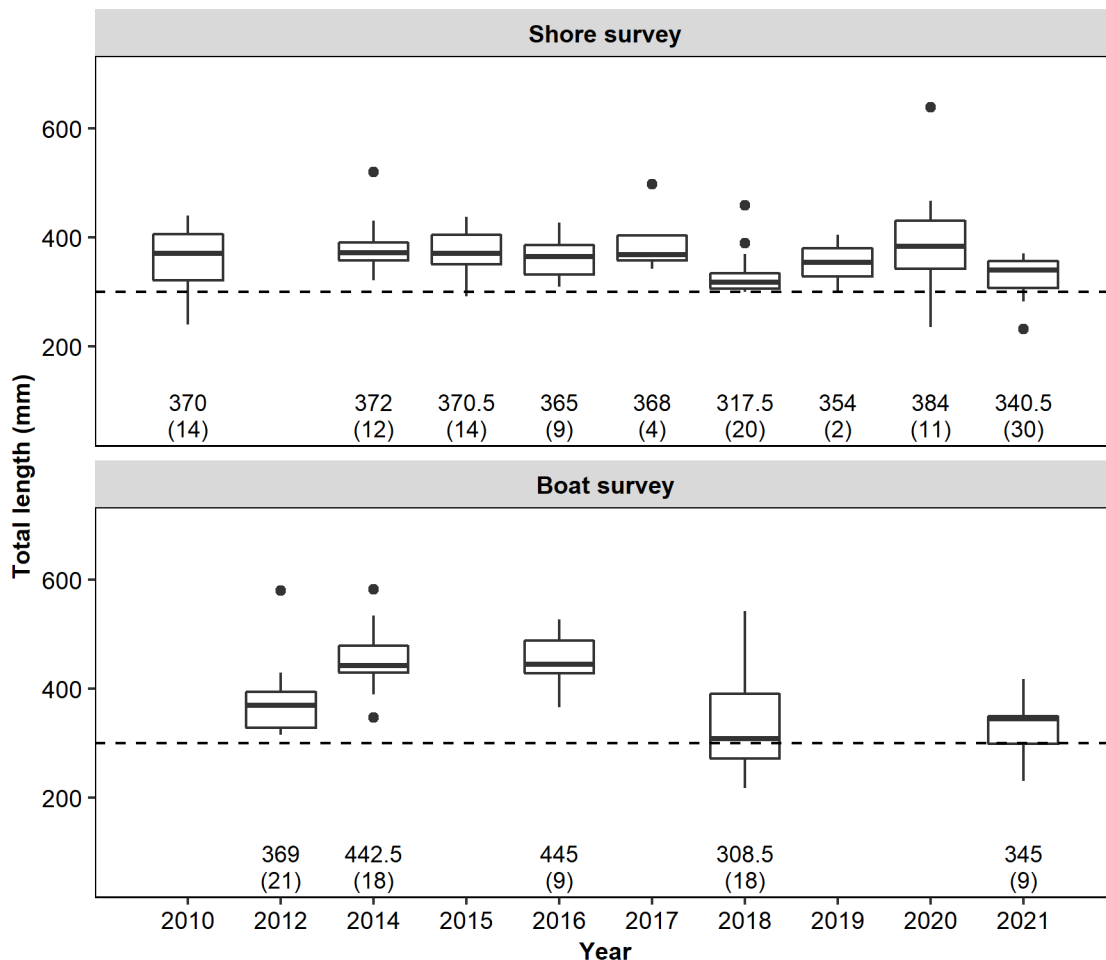 Shore survey
Total length (mm)
600
400
200
370 372 370.5 365 368 317.5 354 384 340.5
(14) (12) (14) (9) (4) (20) (2) (11) (30)
Boat survey
600
400
200
369 442.5 445 308.5 345
(21) (18) (9) (18) (9)
2010 2012 2014 2015 2016 2017 2018 2019 2020 2021
Year